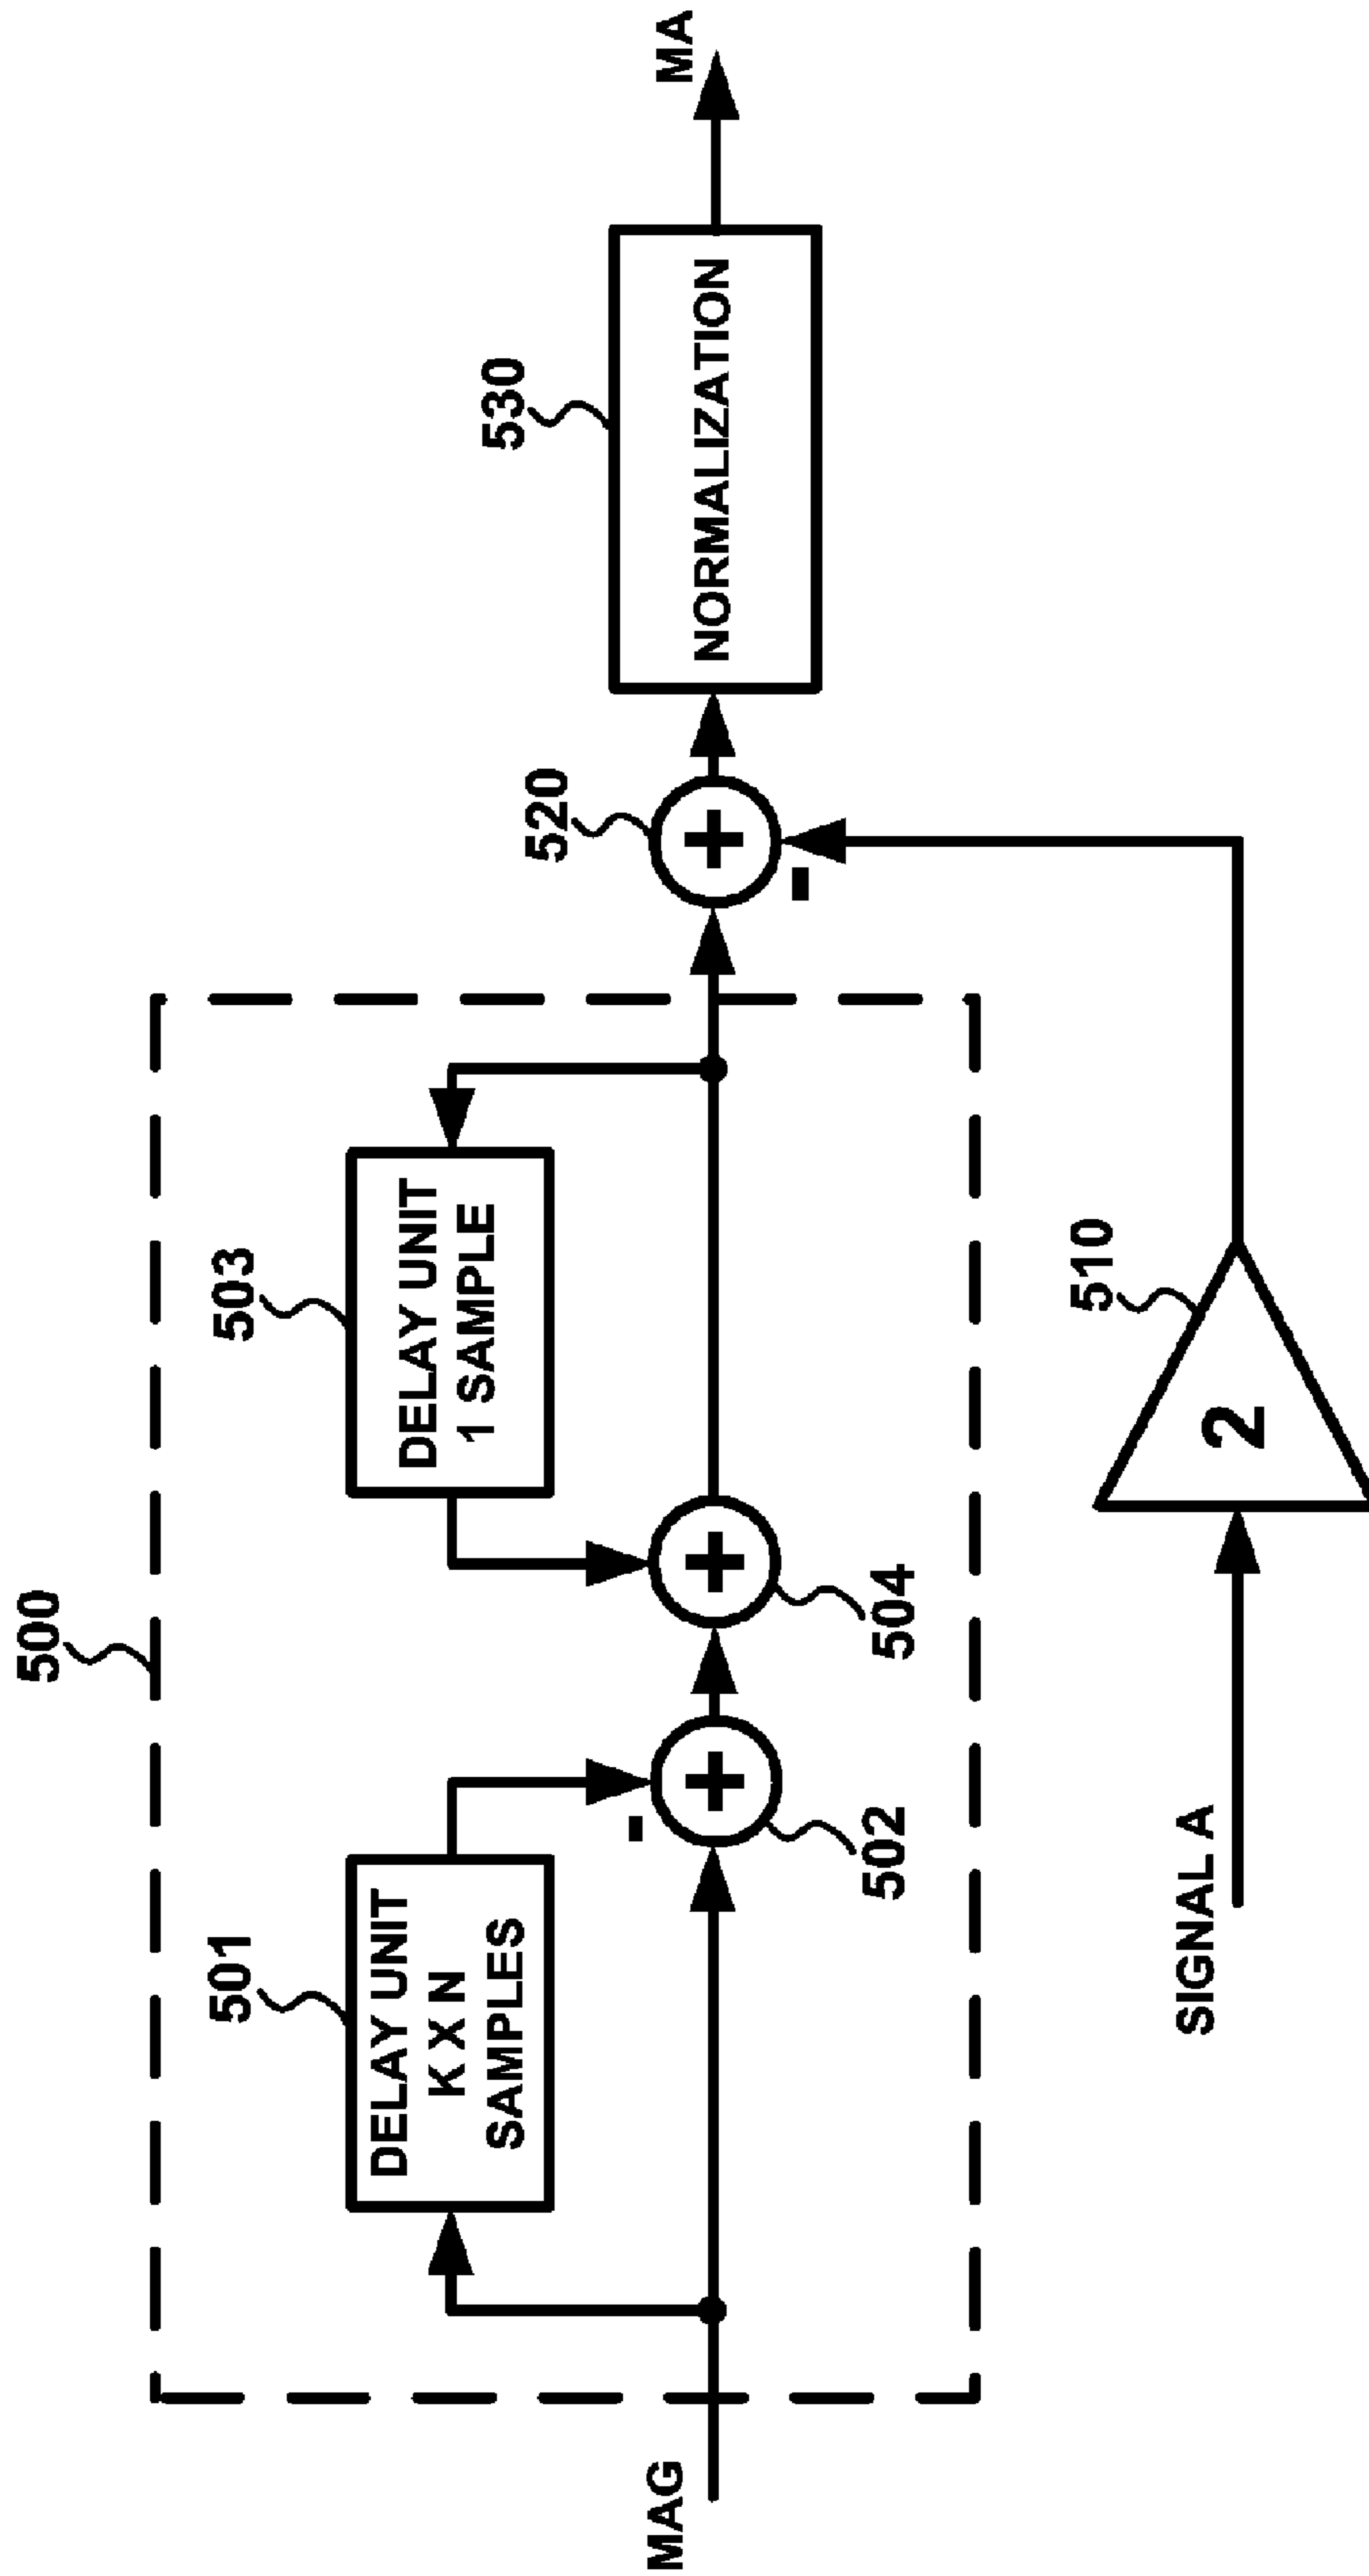 500
501
DELAY UNIT
K X N
SAMPLES
503
DELAY UNIT
1 SAMPLE
MAG
-
+
502
+
504
+
-
520
530
NORMALIZATION
MA
SIGNAL A
2
510